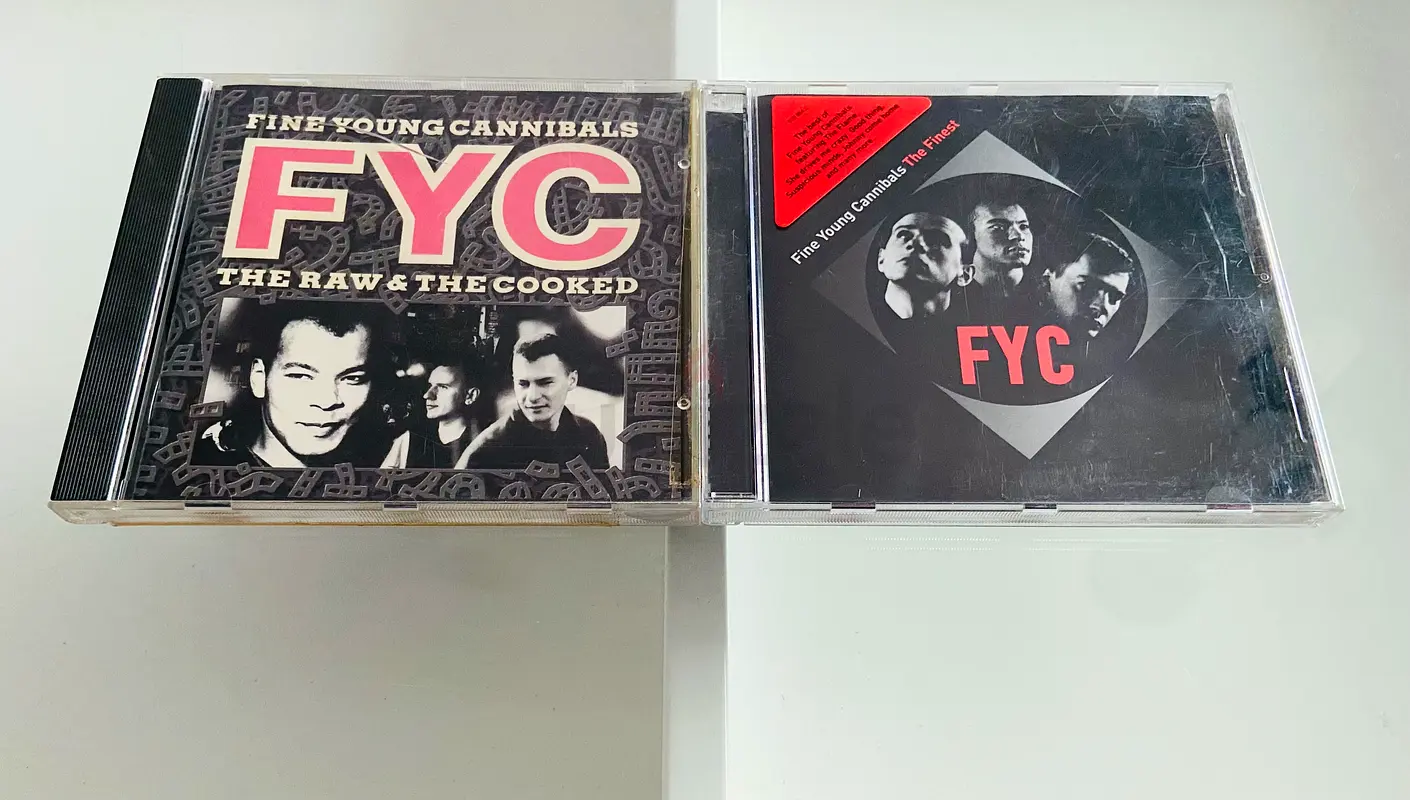 FINE YOUNG CANNIBALS
FYC
THE RAW & THE COOKED
The best of
Fine Young Cannibals
featuring The Flame
She drives me crazy, Good thing,
Suspicious minds, Johnny come home
and many more
Fine Young Cannibals The Finest
FYC